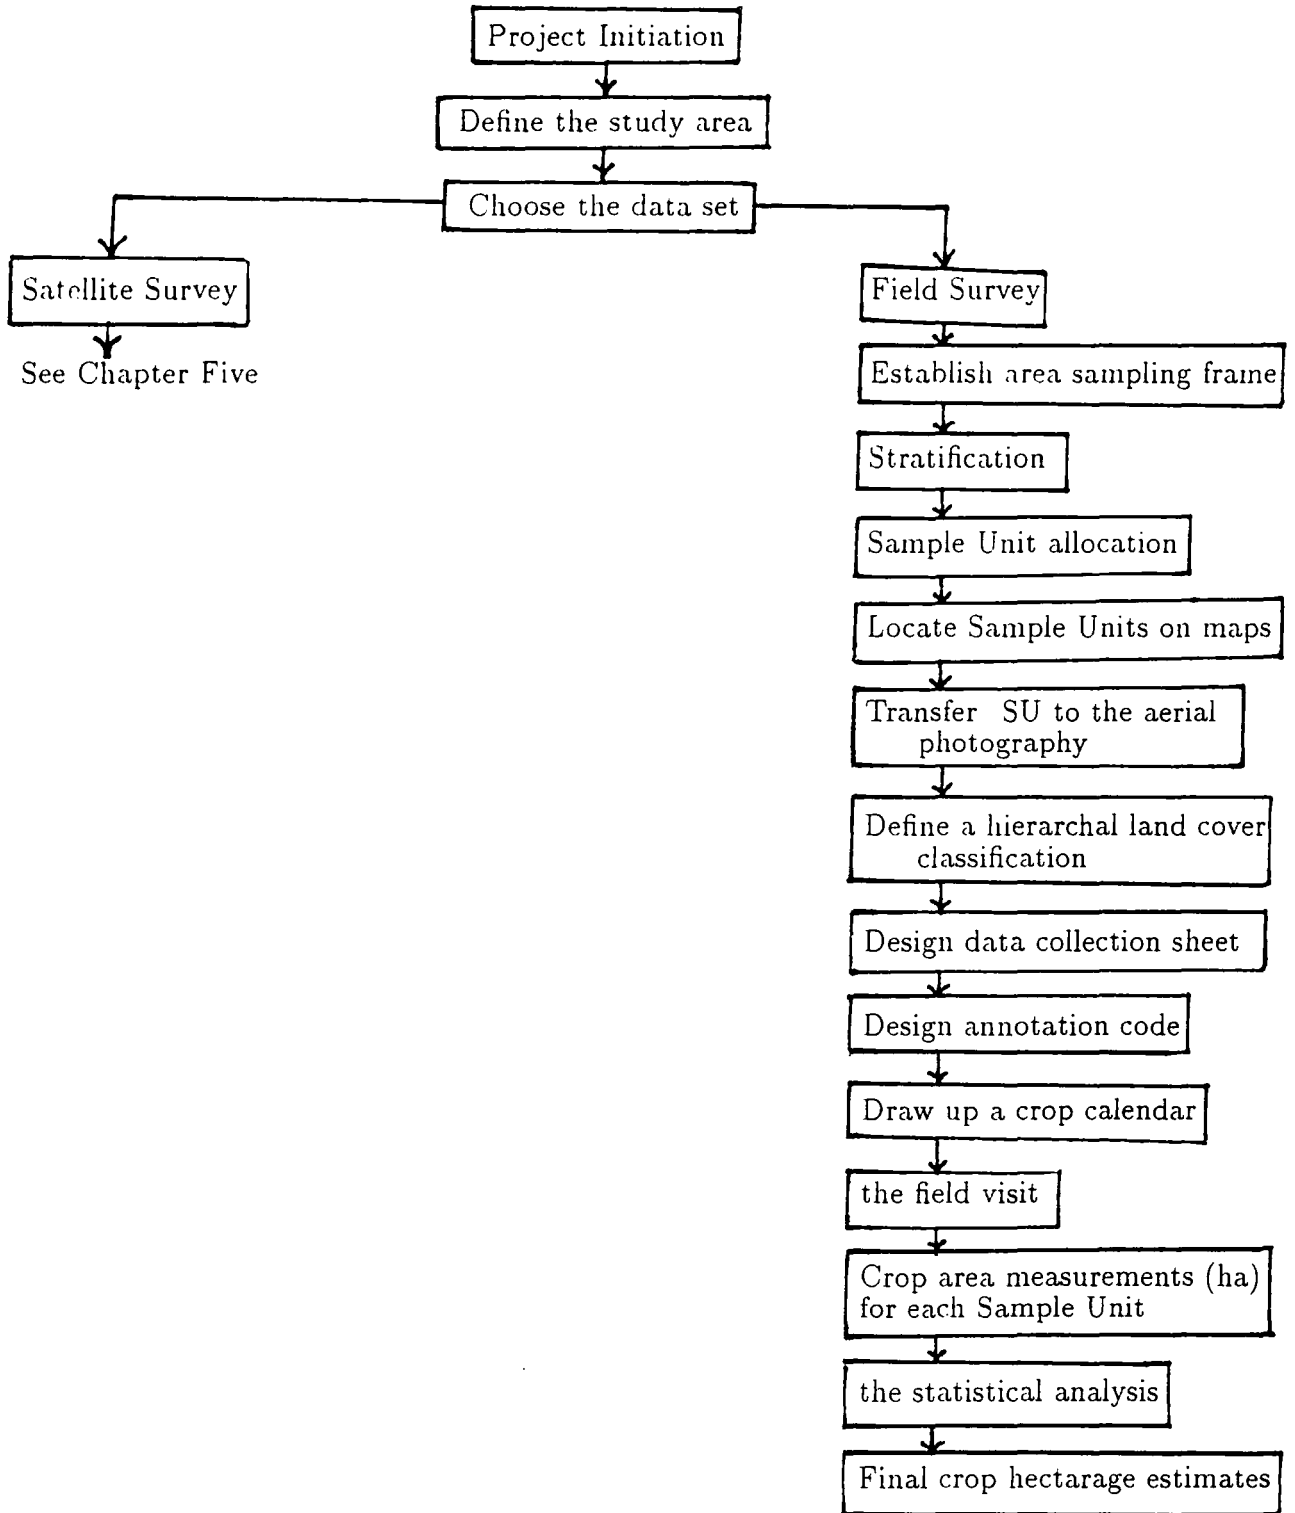 Project Initiation
Define the study area
Choose the data set
Satellite Survey
See Chapter Five
Field Survey
Establish area sampling frame
Stratification
Sample Unit allocation
Locate Sample Units on maps
Transfer SU to the aerial
photography
Define a hierarchal land cover
classification
Design data collection sheet
Design annotation code
Draw up a crop calendar
the field visit
Crop area measurements (ha)
for each Sample Unit
the statistical analysis
Final crop hectarage estimates